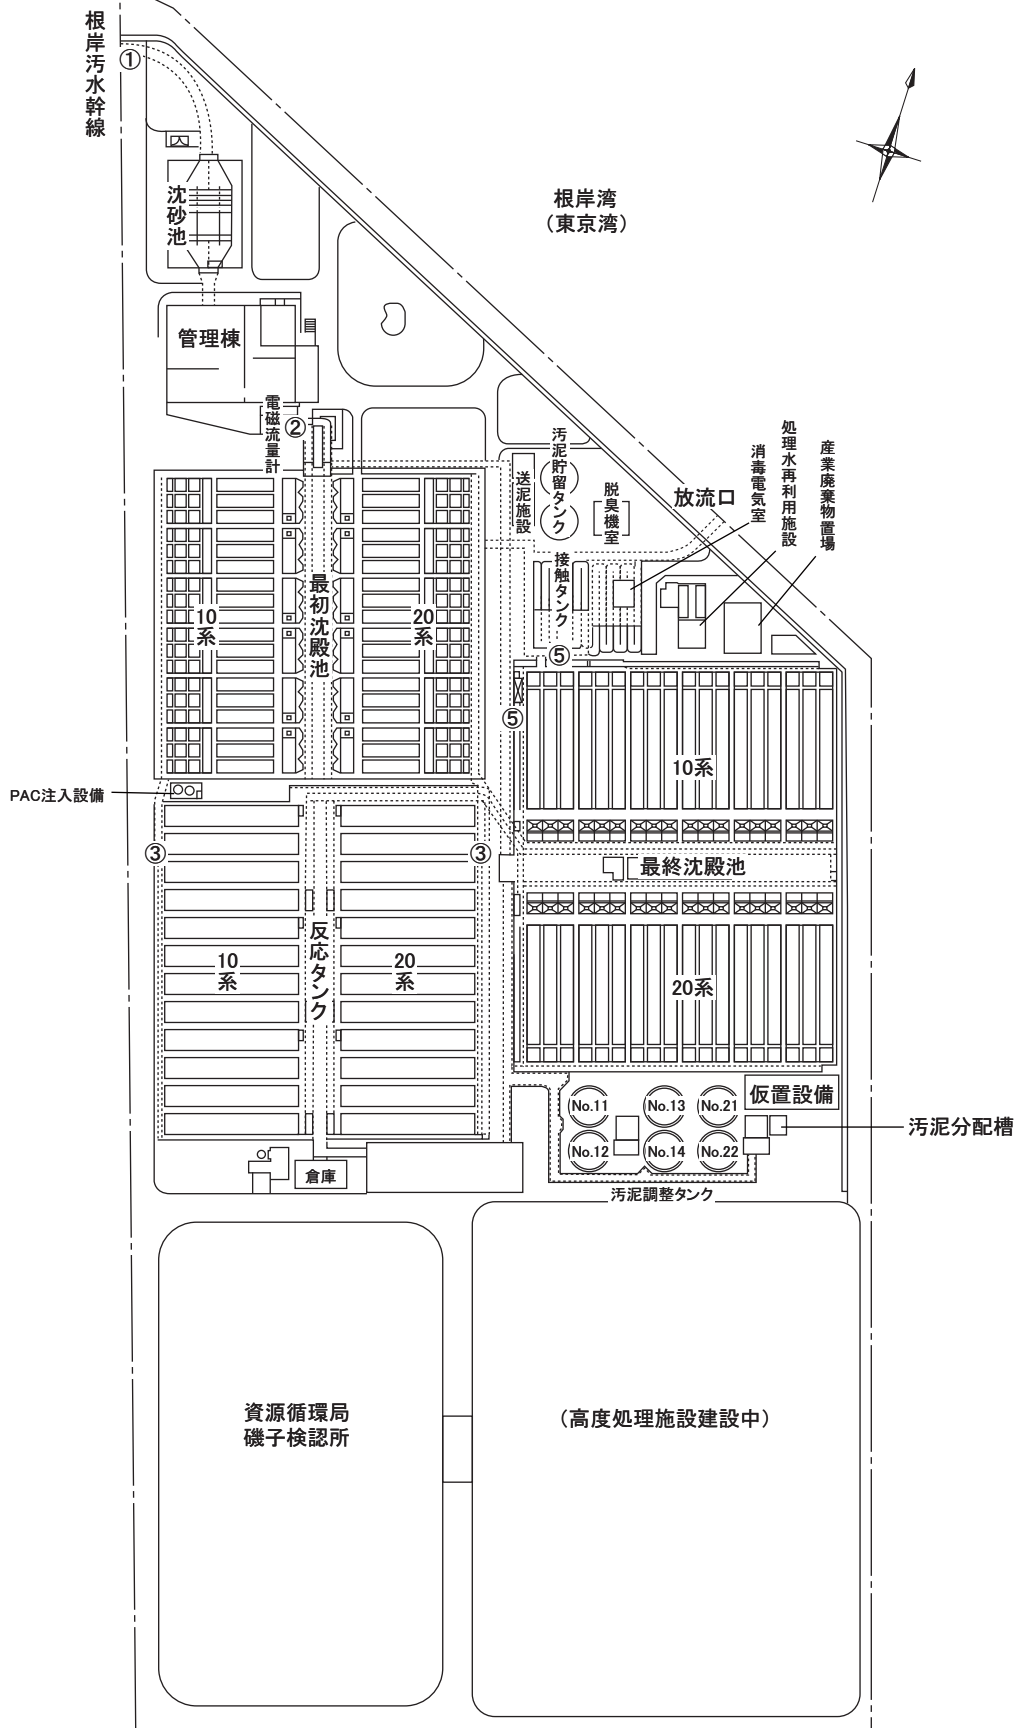 根岸汚水幹線
①
根岸湾
（東京湾）
沈砂池
管理棟
電磁流量計
②
汚泥貯留タンク
送泥施設
脱臭機室
放流口
消毒電気室
処理水再利用施設
産業廃棄物置場
接触タンク
⑤
⑤
最初沈殿池
10
系
20
系
10系
PAC注入設備
③
③
最終沈殿池
反応タンク
10
系
20
系
20系
仮置設備
No.11
No.13
No.21
No.12
No.14
No.22
汚泥分配槽
倉庫
汚泥調整タンク
資源循環局
磯子検認所
（高度処理施設建設中）